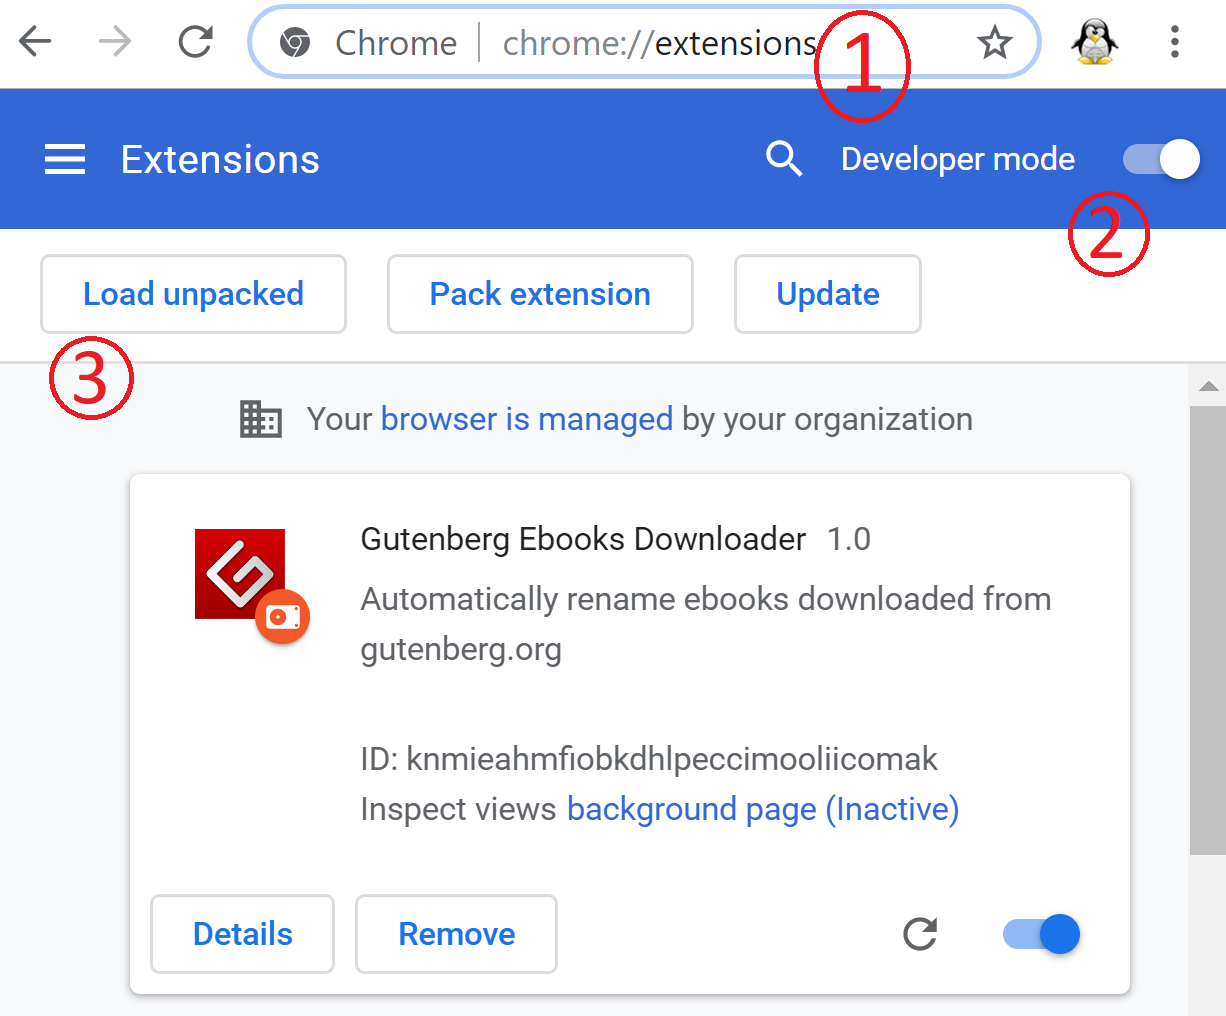 Chrome | chrome://extensions
1
Extensions
Developer mode
2
Load unpacked
Pack extension
Update
3
Your browser is managed by your organization
Gutenberg Ebooks Downloader 1.0
Automatically rename ebooks downloaded from
gutenberg.org
ID: knmieahmfiobkdhlpeccimooliicomak
Inspect views background page (Inactive)
Details
Remove